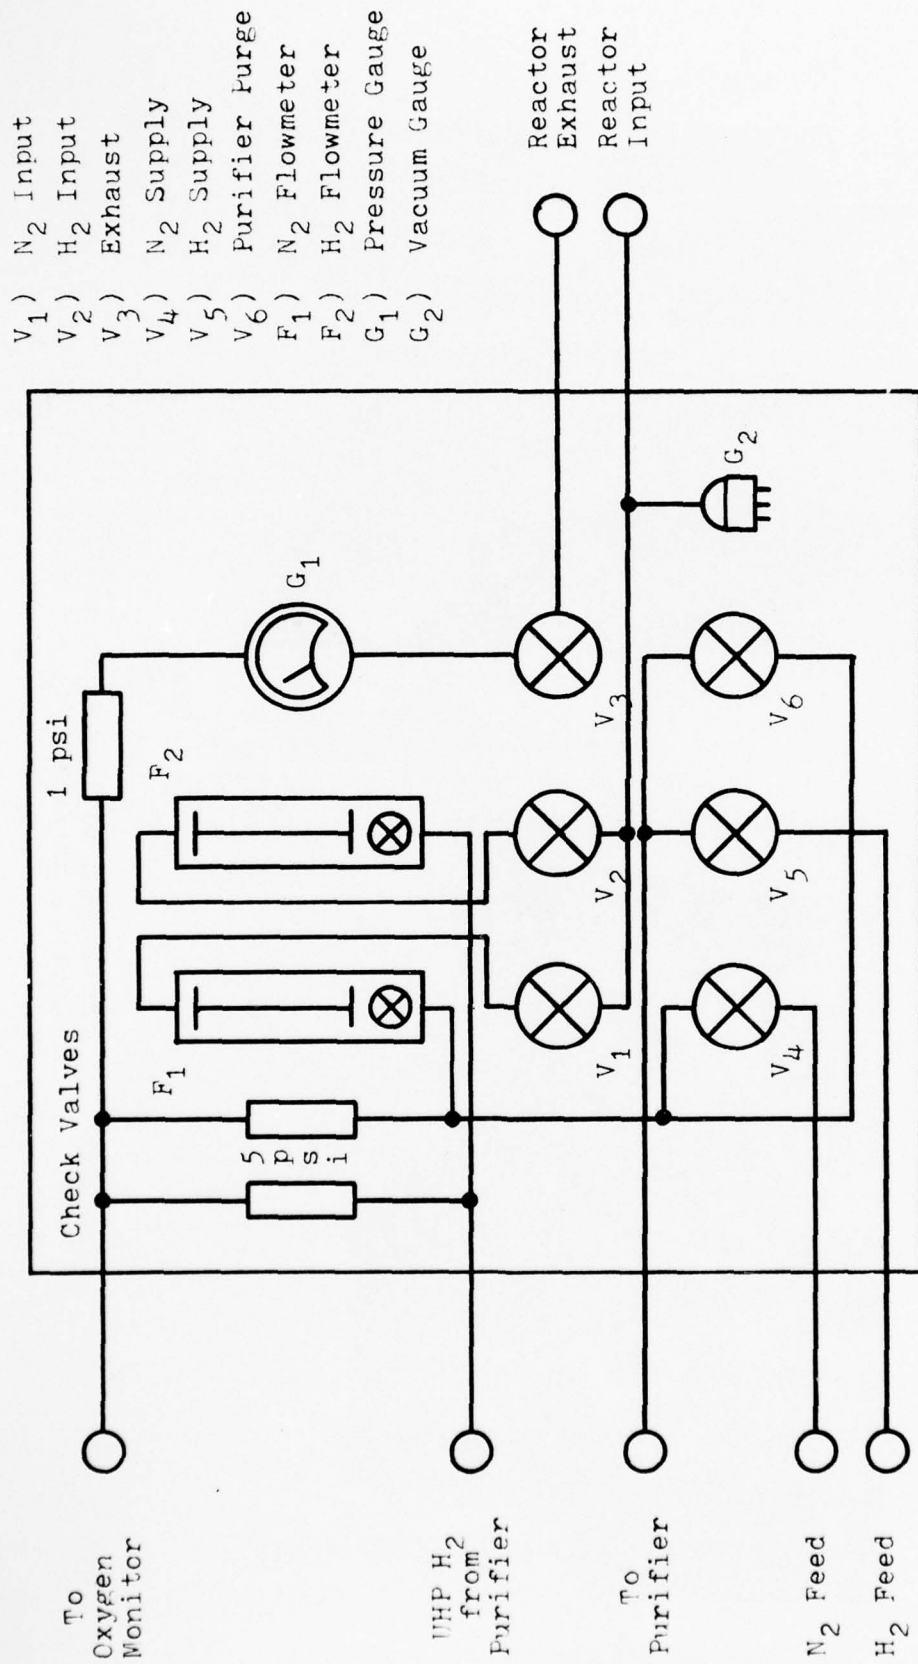 V1) N2 Input
V2) H2 Input
V3) Exhaust
V4) N2 Supply
V5) H2 Supply
V6) Purifier Purge
F1) N2 Flowmeter
F2) H2 Flowmeter
G1) Pressure Gauge
G2) Vacuum Gauge
Reactor
Exhaust
Reactor
Input
1 psi
G1
G2
F2
F1
Check Valves
5
p
s
i
V3
V2
V1
V6
V5
V4
To
Oxygen
Monitor
UHP H2
from
Purifier
To
Purifier
N2 Feed
H2 Feed